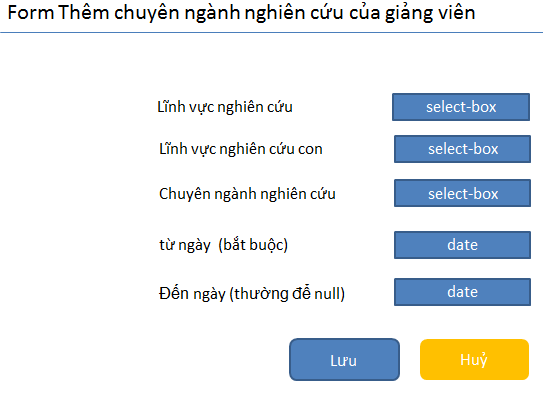 Form Thêm chuyên ngành nghiên cứu của giảng viên
Lĩnh vực nghiên cứu select-box
Lĩnh vực nghiên cứu con select-box
Chuyên ngành nghiên cứu select-box
từ ngày (bắt buộc) date
Đến ngày (thường để null) date
Lưu Huỷ